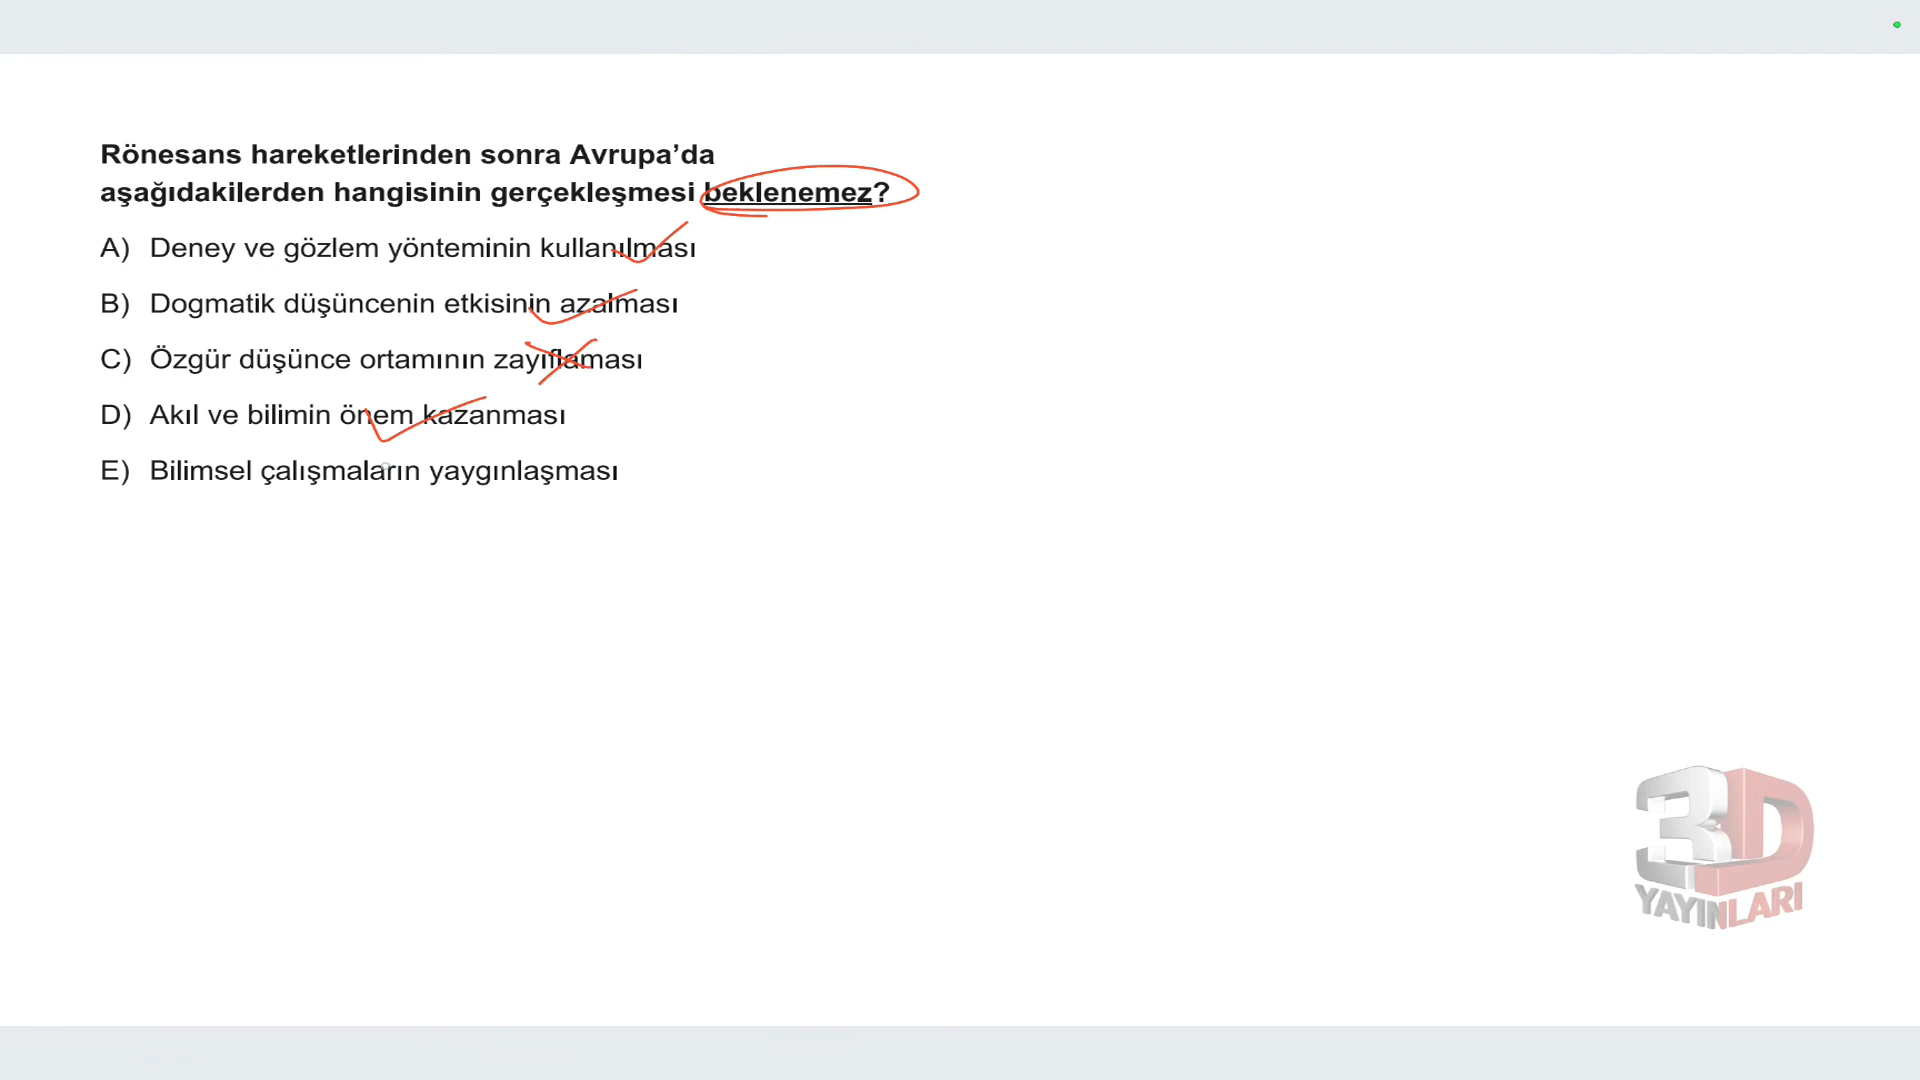 Rönesans hareketlerinden sonra Avrupa’da
aşağıdakilerden hangisinin gerçekleşmesi beklenemez?
A) Deney ve gözlem yönteminin kullanılması
B) Dogmatik düşüncenin etkisinin azalması
C) Özgür düşünce ortamının zayıflaması
D) Akıl ve bilimin önem kazanması
E) Bilimsel çalışmaların yaygınlaşması
3D
YAYINLARI